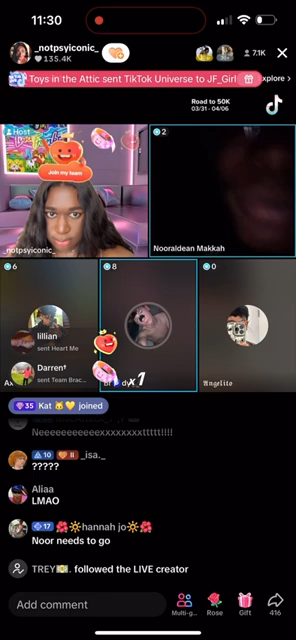 11:30
_notpsyiconic_
135.4K
7.1K
Toys in the Attic sent TikTok Universe to JF_Girl
xplore >
Road to 50K
03/31 - 04/06
TikTok
Host
Join my team
_notpsyiconic_
2
Nooraldean Makkah
6
8
0
lillian
sent Heart Me
Darren†
sent Team Brac...
x1
𝔄𝔫𝔤𝔢𝔩𝔦𝔱𝔬
35 Kat 🐱💛 joined
Neeeeeeeeeeexxxxxxxxttttt!!!!
10 _isa._
?????
Aliaa
LMAO
17 🌺🔆hannah jo🔆🌺
Noor needs to go
TREY💵. followed the LIVE creator
Add comment
Multi-g...
Rose
Gift
416